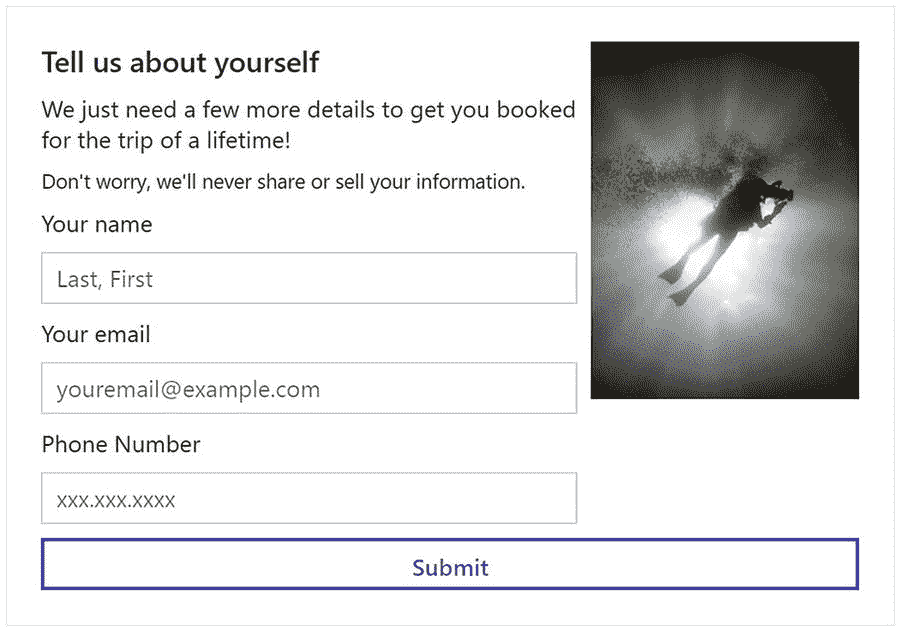 Tell us about yourself
We just need a few more details to get you booked
for the trip of a lifetime!
Don't worry, we'll never share or sell your information.
Your name
Last, First
Your email
youremail@example.com
Phone Number
xxx.xxx.xxxx
Submit